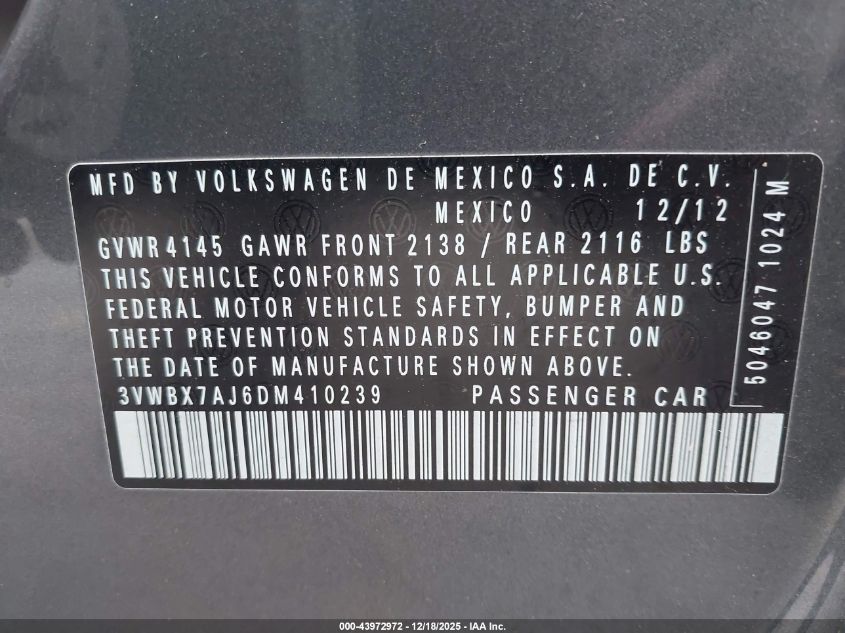 MFD BY VOLKSWAGEN DE MEXICO S.A. DE C.V.
MEXICO 12/12
GVWR 4145 GAWR FRONT 2138 / REAR 2116 LBS
THIS VEHICLE CONFORMS TO ALL APPLICABLE U.S.
FEDERAL MOTOR VEHICLE SAFETY, BUMPER AND
THEFT PREVENTION STANDARDS IN EFFECT ON
THE DATE OF MANUFACTURE SHOWN ABOVE.
3VWBX7AJ6DM410239 PASSENGER CAR
5046047 1024 M
000-43972972 / 12/18/2025 - IAA Inc.